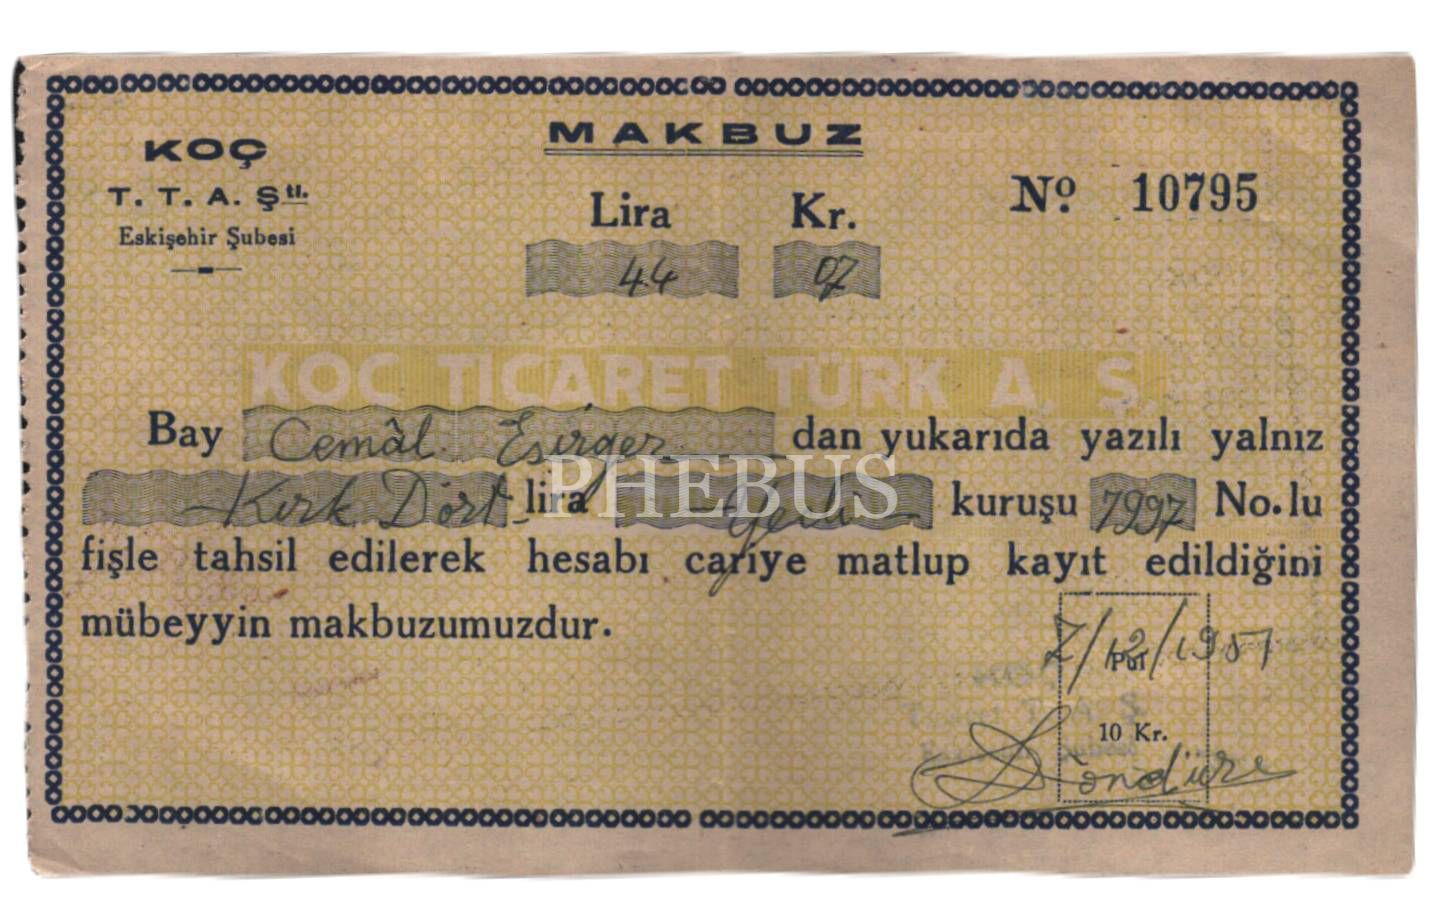 MAKBUZ
KOÇ
T. T. A. Ştı.
Eskişehir Şubesi
Lira Kr.
44 07
No 10795
KOÇ TİCARET TÜRK A. Ş.
Bay Cemâl Esirger dan yukarıda yazılı yalnız
-Kırk Dört- lira -Yedi- kuruşu 7997 No.lu
PHEBUS
fişle tahsil edilerek hesabı cariye matlup kayıt edildiğini
mübeyyin makbuzumuzdur.
7/12/1951
Pul
10 Kr.